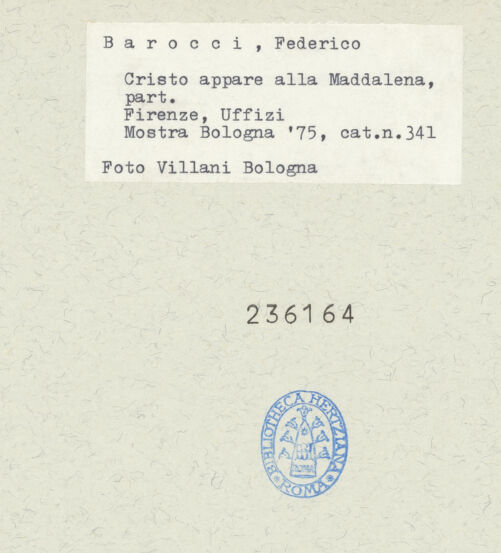 B a r o c c i , Federico
Cristo appare alla Maddalena,
part.
Firenze, Uffizi
Mostra Bologna '75, cat.n.341
Foto Villani Bologna
236164
BIBLIOTHECA HERTZIANA
ROMA